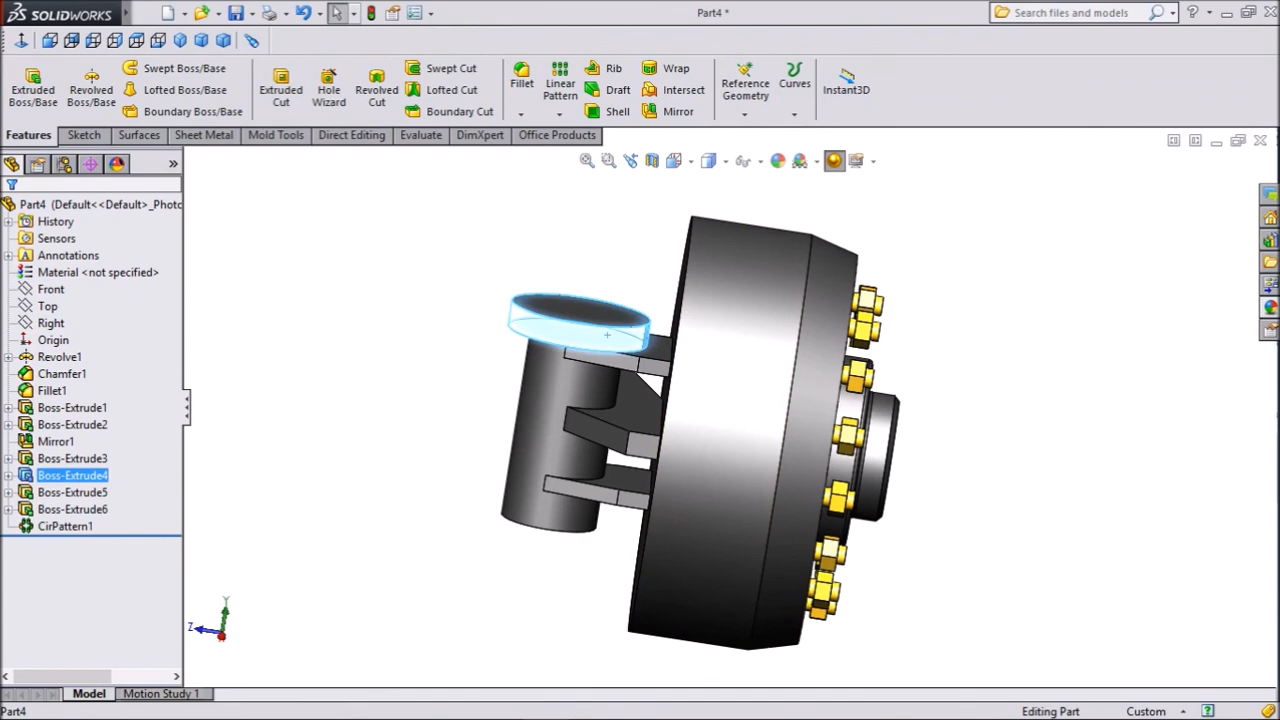 SOLIDWORKS
Part4 *
Search files and models
Extruded Boss/Base
Revolved Boss/Base
Swept Boss/Base
Lofted Boss/Base
Boundary Boss/Base
Extruded Cut
Hole Wizard
Revolved Cut
Swept Cut
Lofted Cut
Boundary Cut
Fillet
Linear Pattern
Rib
Draft
Shell
Wrap
Intersect
Mirror
Reference Geometry
Curves
Instant3D
Features Sketch Surfaces Sheet Metal Mold Tools Direct Editing Evaluate DimXpert Office Products
Part4 (Default<<Default>_Photo
History
Sensors
Annotations
Material <not specified>
Front
Top
Right
Origin
Revolve1
Chamfer1
Fillet1
Boss-Extrude1
Boss-Extrude2
Mirror1
Boss-Extrude3
Boss-Extrude4
Boss-Extrude5
Boss-Extrude6
CirPattern1
Y
Z
Model Motion Study 1
Part4 Editing Part Custom